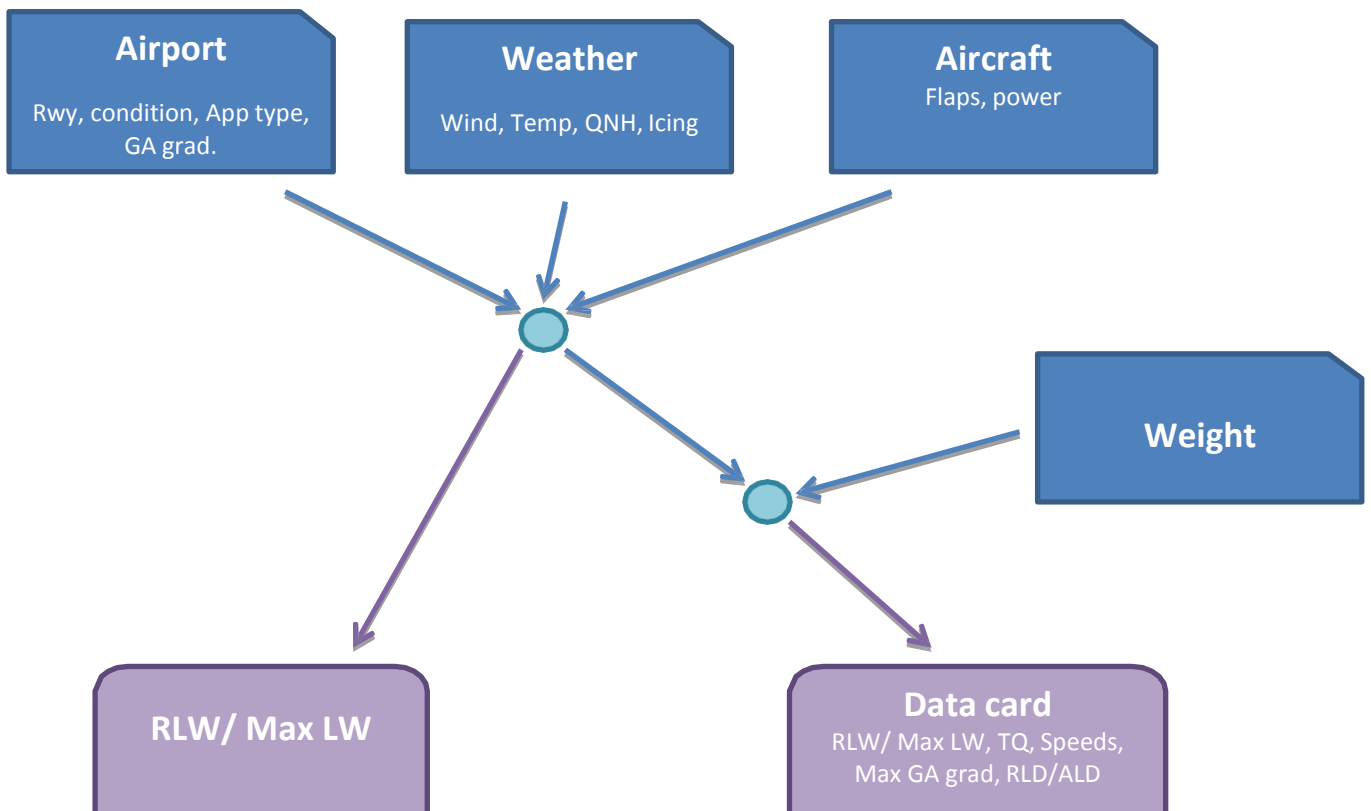 Airport
Rwy, condition, App type,
GA grad.
Weather
Wind, Temp, QNH, Icing
Aircraft
Flaps, power
Weight
RLW/ Max LW
Data card
RLW/ Max LW, TQ, Speeds,
Max GA grad, RLD/ALD